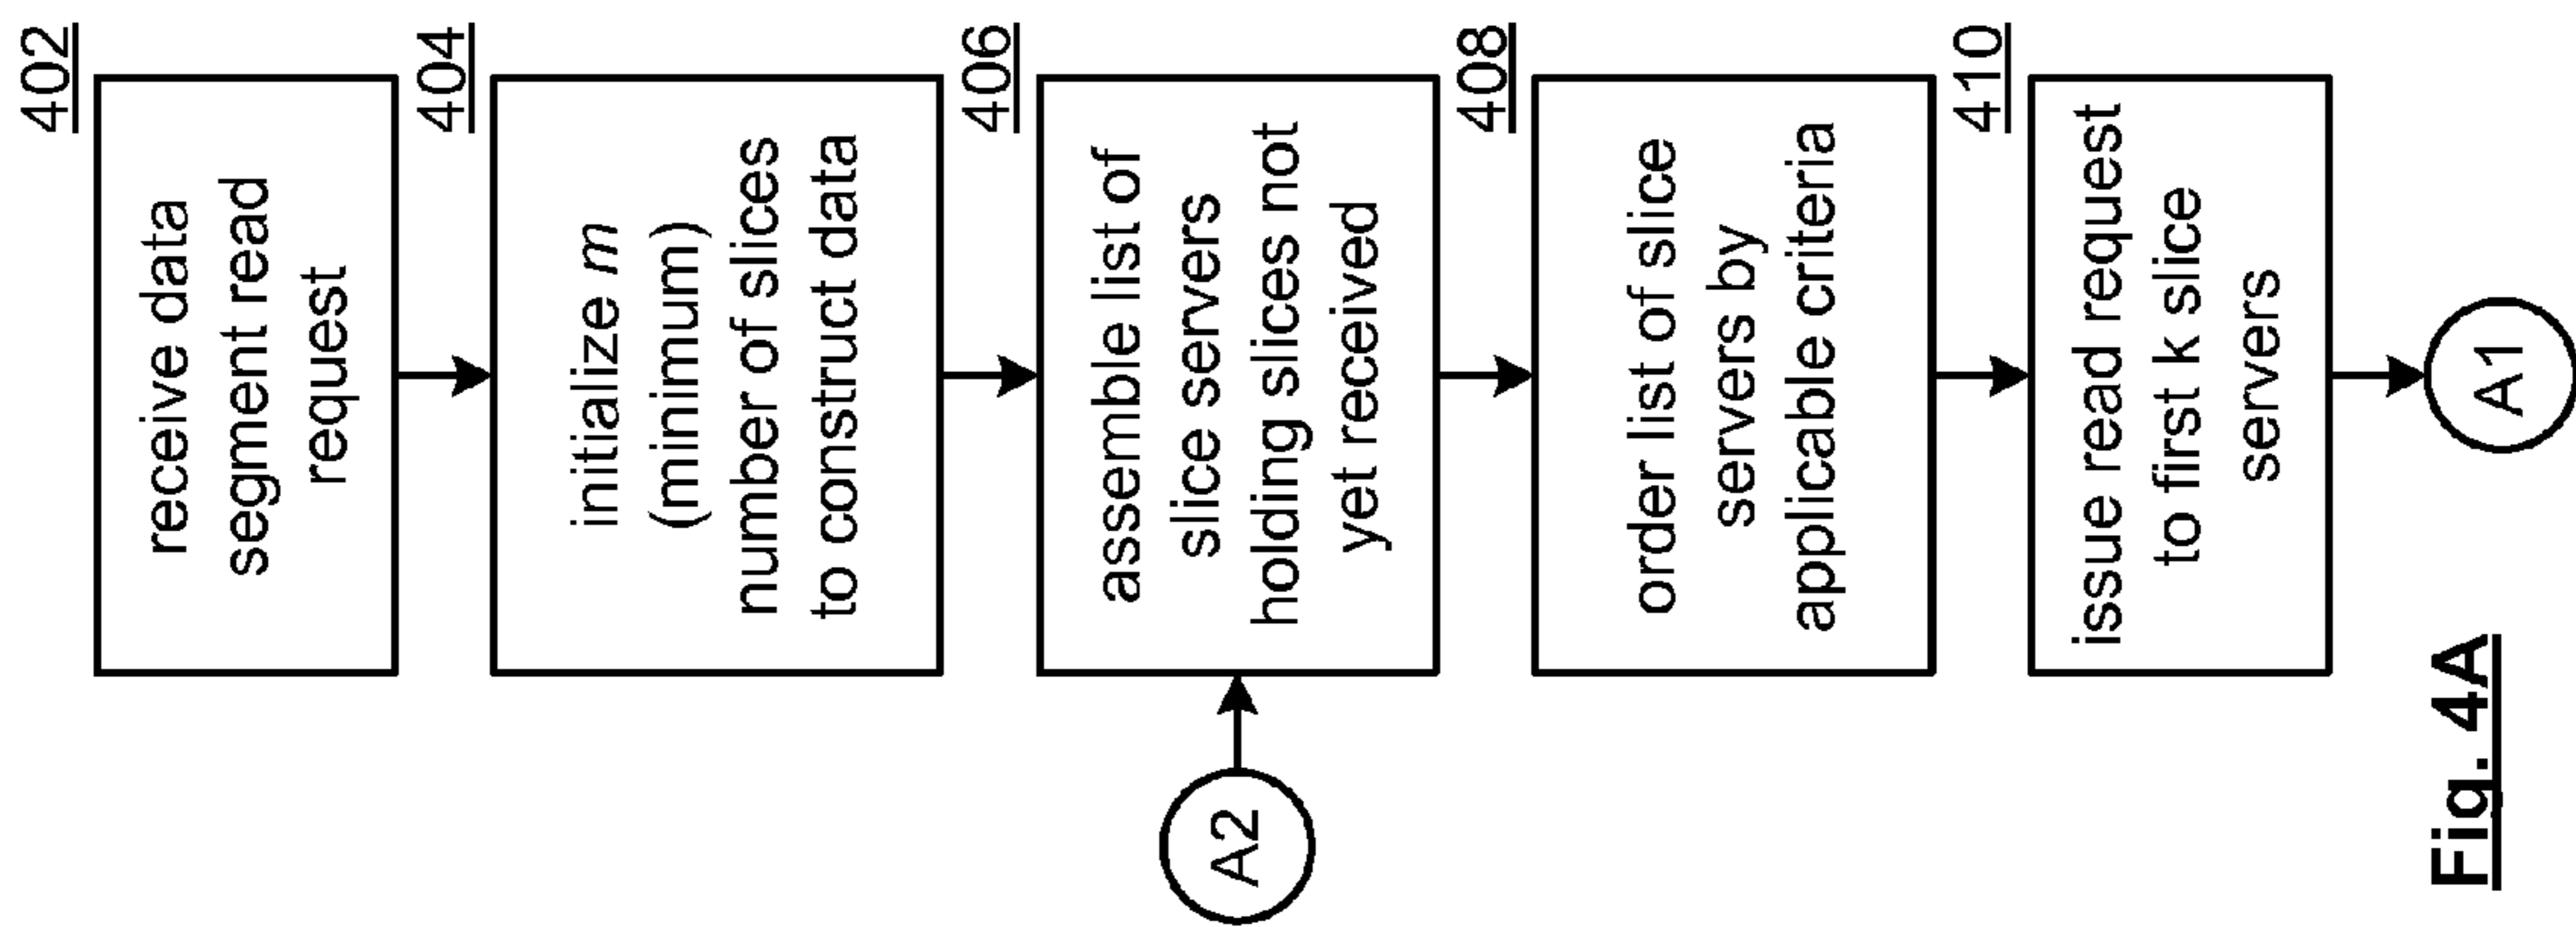 402
receive data
segment read
request
404
initialize m
(minimum)
number of slices
to construct data
406
assemble list of
slice servers
holding slices not
yet received
A2
408
order list of slice
servers by
applicable criteria
410
issue read request
to first k slice
servers
A1
Fig. 4A